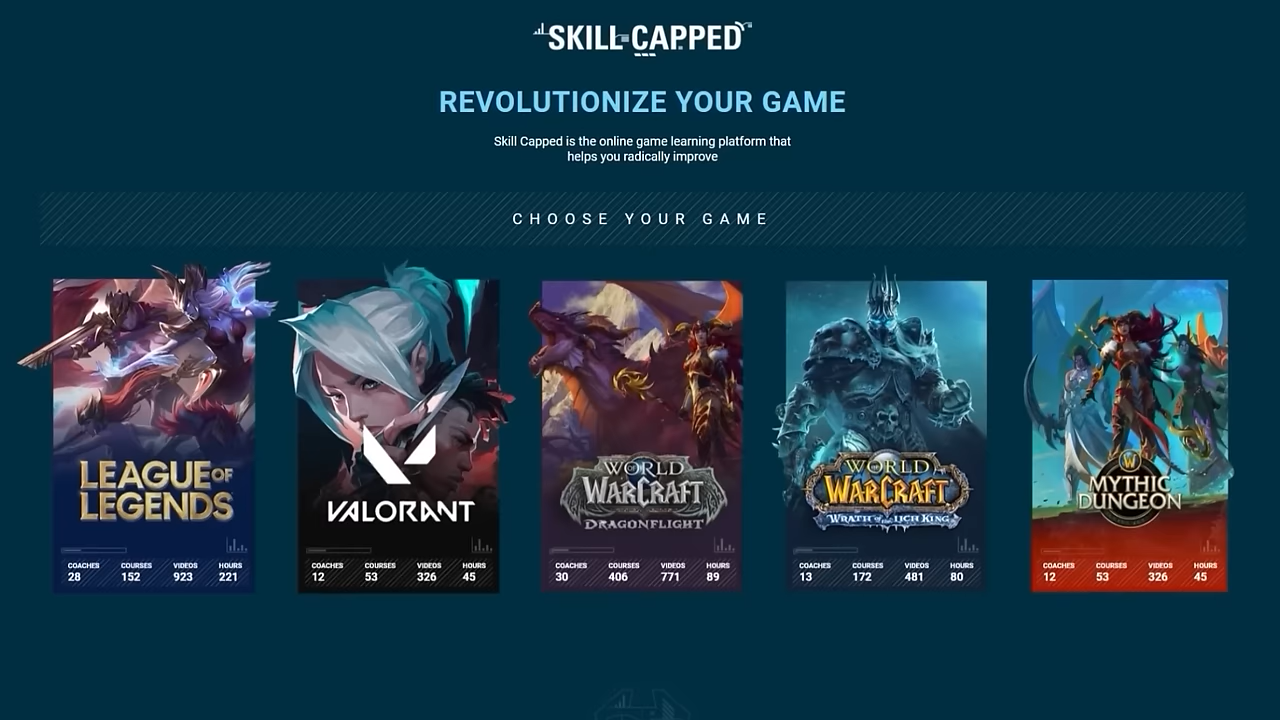 SKILL-CAPPED
REVOLUTIONIZE YOUR GAME
Skill Capped is the online game learning platform that
helps you radically improve
CHOOSE YOUR GAME
LEAGUE OF
LEGENDS
COACHES COURSES VIDEOS HOURS
28 152 923 221
VALORANT
COACHES COURSES VIDEOS HOURS
12 53 326 45
WORLD
WARCRAFT
DRAGONFLIGHT
COACHES COURSES VIDEOS HOURS
30 406 771 89
WORLD
WARCRAFT
WRATH of the LICH KING
COACHES COURSES VIDEOS HOURS
13 172 481 80
W
MYTHIC
DUNGEON
COACHES COURSES VIDEOS HOURS
12 53 326 45